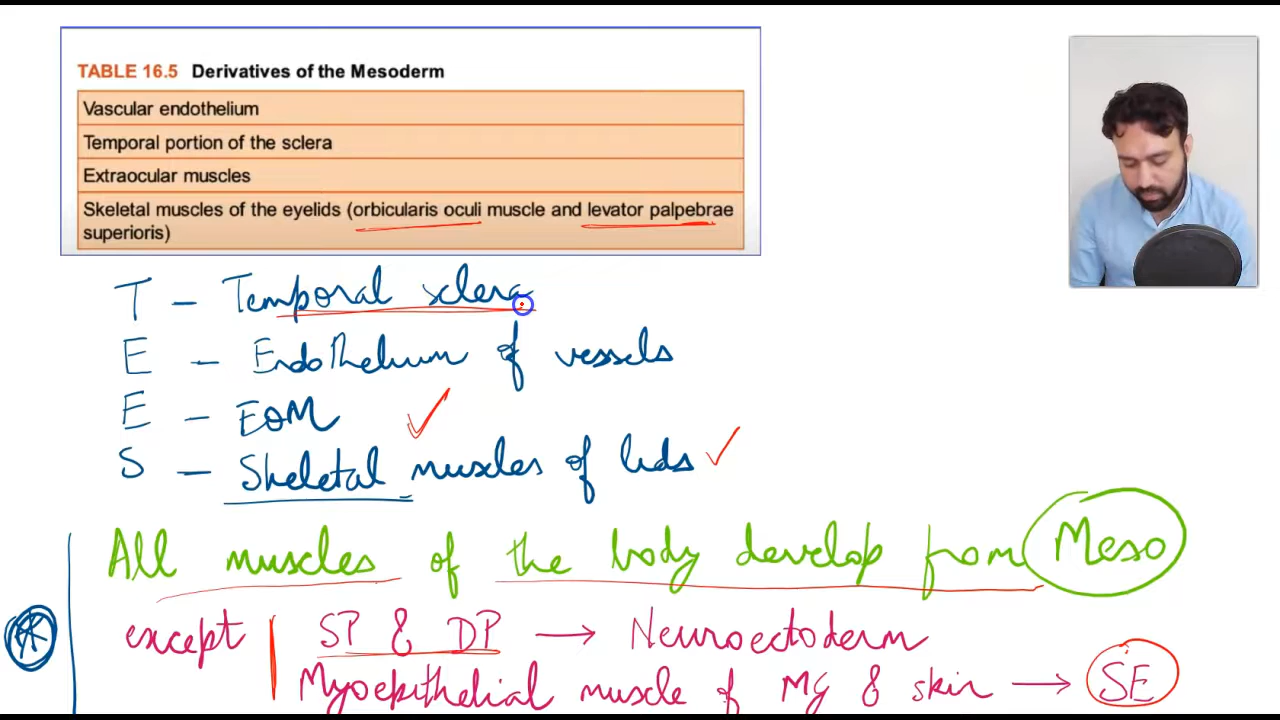 TABLE 16.5 Derivatives of the Mesoderm
Vascular endothelium
Temporal portion of the sclera
Extraocular muscles
Skeletal muscles of the eyelids (orbicularis oculi muscle and levator palpebrae
superioris)
T - Temporal sclera
E - Endothelium of vessels
E - EOM ✓
S - Skeletal muscles of lids ✓
All muscles of the body develop from Meso
except SP & DP → Neuroectoderm
Myoepithelial muscle of MG & skin → SE